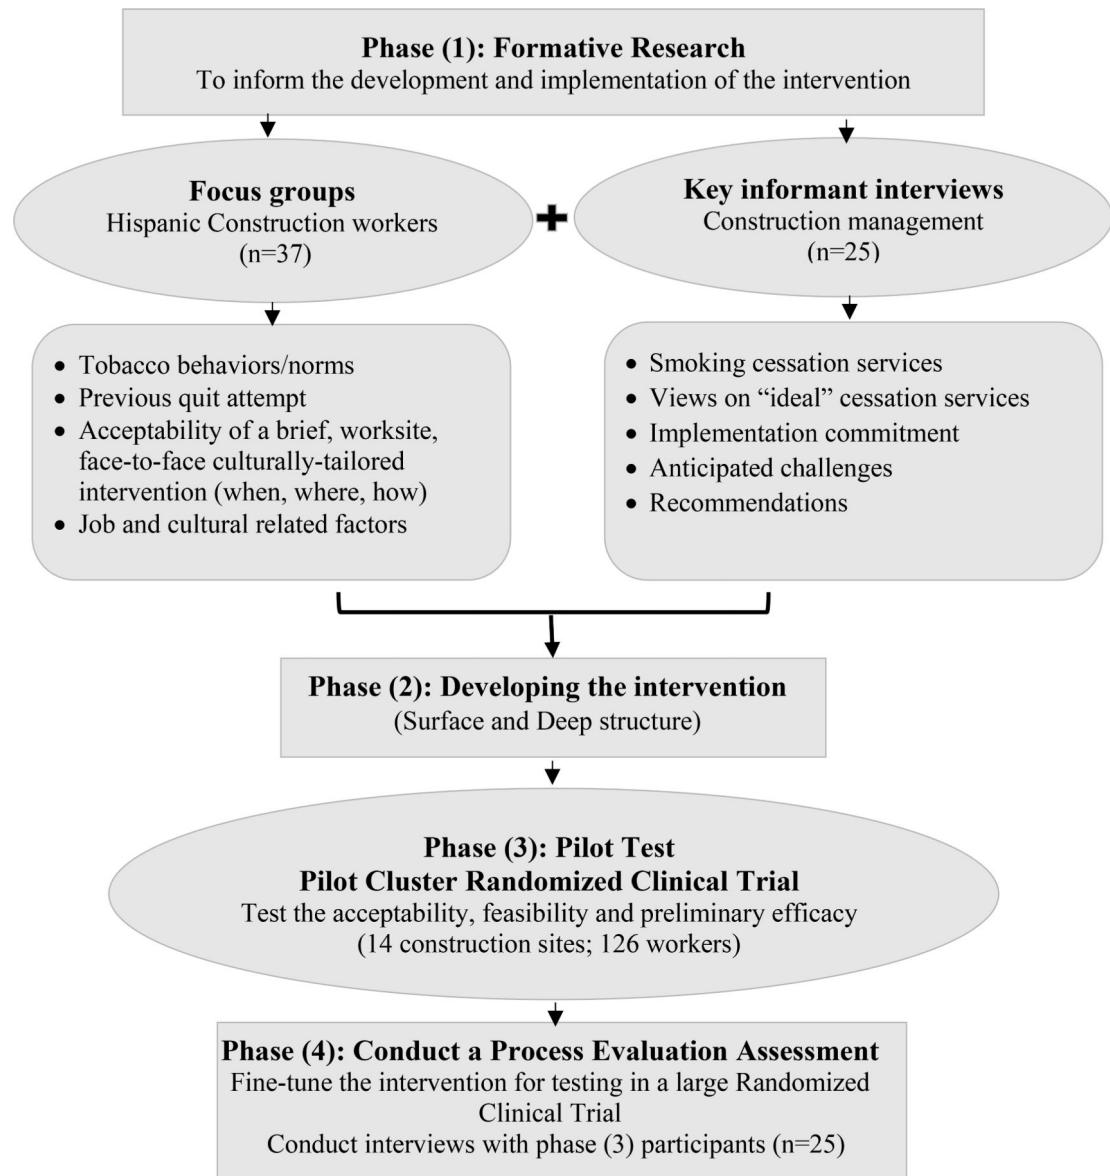 Phase (1): Formative Research
To inform the development and implementation of the intervention
Focus groups
Hispanic Construction workers
(n=37)
Key informant interviews
Construction management
(n=25)
• Tobacco behaviors/norms
• Previous quit attempt
• Acceptability of a brief, worksite,
face-to-face culturally-tailored
intervention (when, where, how)
• Job and cultural related factors
• Smoking cessation services
• Views on “ideal” cessation services
• Implementation commitment
• Anticipated challenges
• Recommendations
Phase (2): Developing the intervention
(Surface and Deep structure)
Phase (3): Pilot Test
Pilot Cluster Randomized Clinical Trial
Test the acceptability, feasibility and preliminary efficacy
(14 construction sites; 126 workers)
Phase (4): Conduct a Process Evaluation Assessment
Fine-tune the intervention for testing in a large Randomized
Clinical Trial
Conduct interviews with phase (3) participants (n=25)